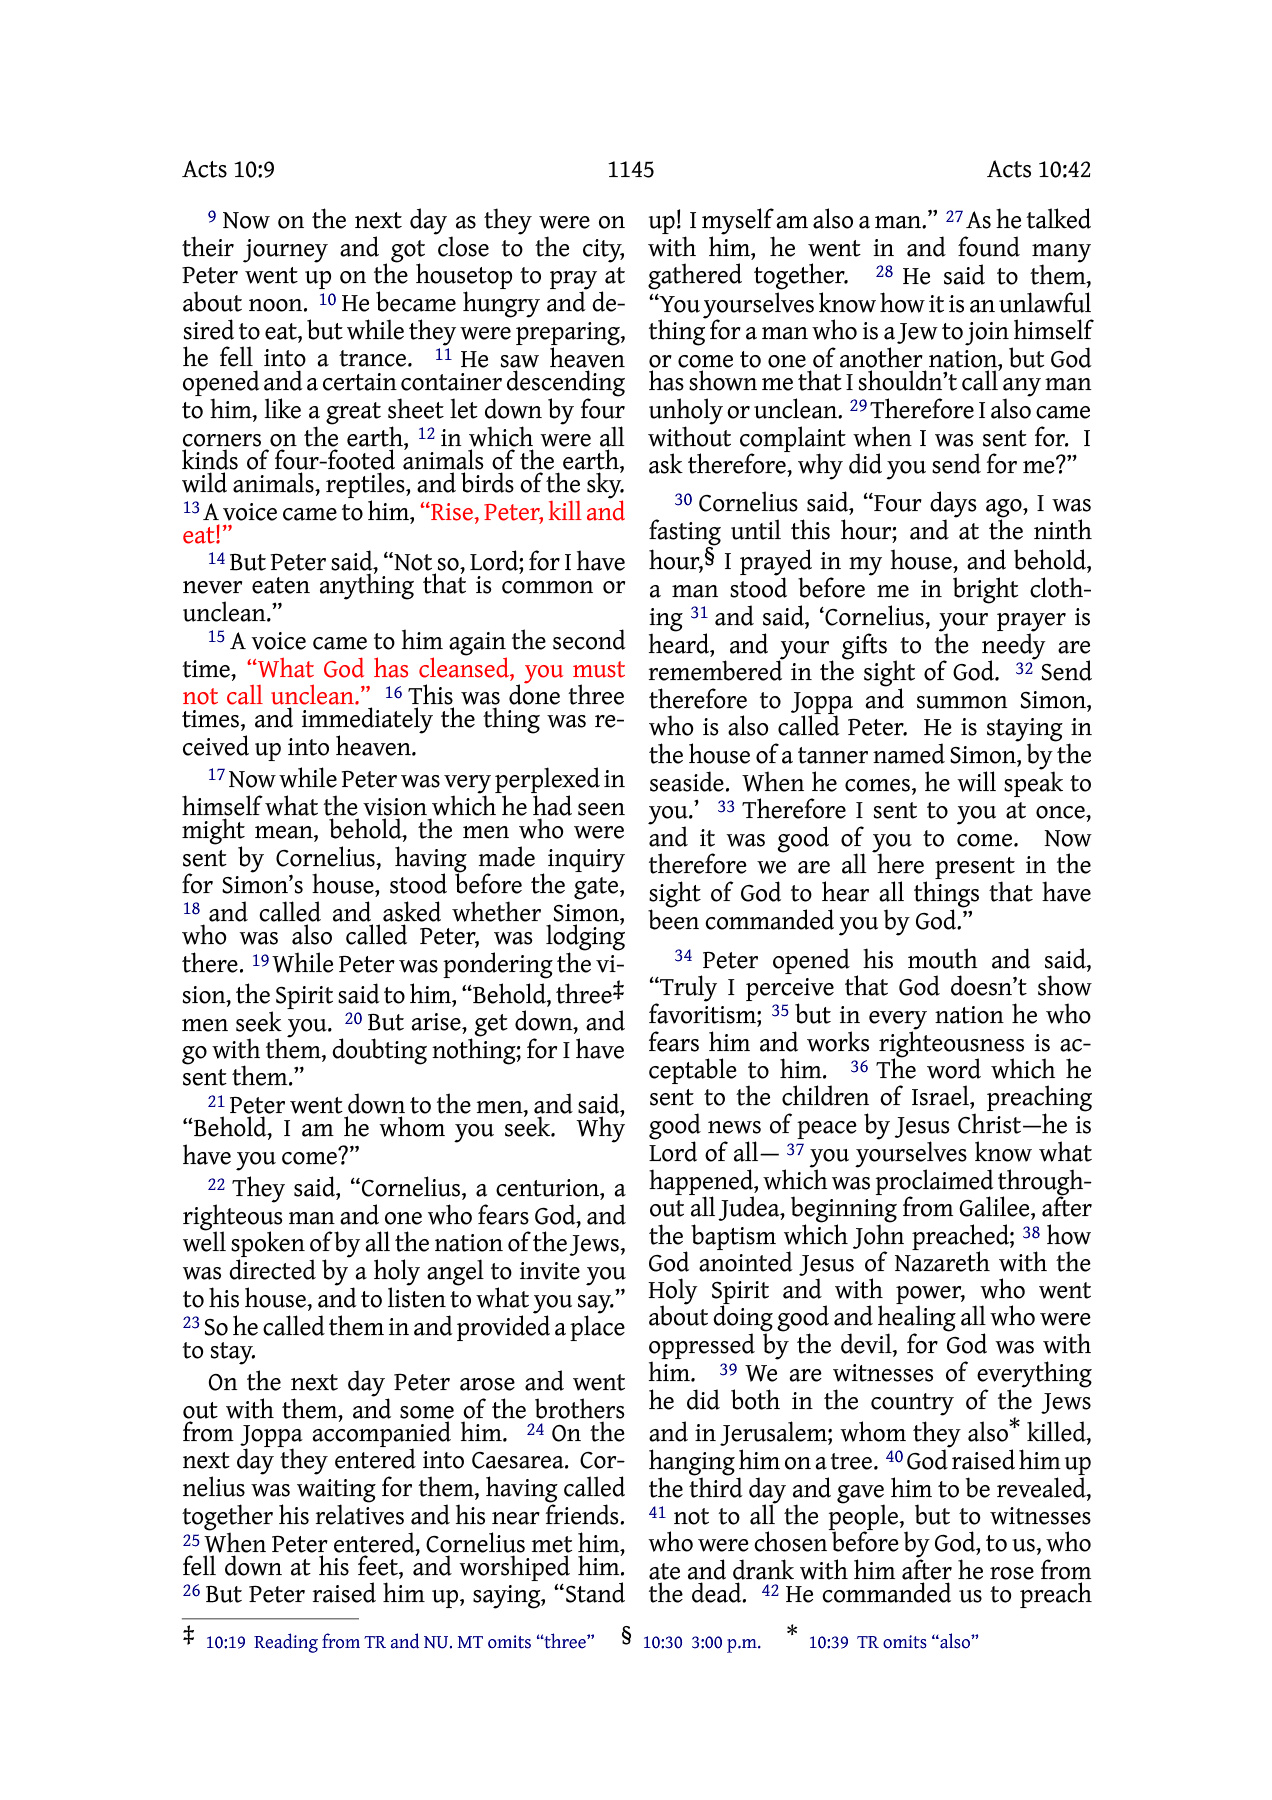 Acts 10:9 1145 Acts 10:42
9 Now on the next day as they were on
their journey and got close to the city,
Peter went up on the housetop to pray at
about noon. 10 He became hungry and de-
sired to eat, but while they were preparing,
he fell into a trance. 11 He saw heaven
opened and a certain container descending
to him, like a great sheet let down by four
corners on the earth, 12 in which were all
kinds of four-footed animals of the earth,
wild animals, reptiles, and birds of the sky.
13 A voice came to him, “Rise, Peter, kill and
eat!”
14 But Peter said, “Not so, Lord; for I have
never eaten anything that is common or
unclean.”
15 A voice came to him again the second
time, “What God has cleansed, you must
not call unclean.” 16 This was done three
times, and immediately the thing was re-
ceived up into heaven.
17 Now while Peter was very perplexed in
himself what the vision which he had seen
might mean, behold, the men who were
sent by Cornelius, having made inquiry
for Simon’s house, stood before the gate,
18 and called and asked whether Simon,
who was also called Peter, was lodging
there. 19 While Peter was pondering the vi-
sion, the Spirit said to him, “Behold, three‡
men seek you. 20 But arise, get down, and
go with them, doubting nothing; for I have
sent them.”
21 Peter went down to the men, and said,
“Behold, I am he whom you seek. Why
have you come?”
22 They said, “Cornelius, a centurion, a
righteous man and one who fears God, and
well spoken of by all the nation of the Jews,
was directed by a holy angel to invite you
to his house, and to listen to what you say.”
23 So he called them in and provided a place
to stay.
On the next day Peter arose and went
out with them, and some of the brothers
from Joppa accompanied him. 24 On the
next day they entered into Caesarea. Cor-
nelius was waiting for them, having called
together his relatives and his near friends.
25 When Peter entered, Cornelius met him,
fell down at his feet, and worshiped him.
26 But Peter raised him up, saying, “Stand
up! I myself am also a man.” 27 As he talked
with him, he went in and found many
gathered together. 28 He said to them,
“You yourselves know how it is an unlawful
thing for a man who is a Jew to join himself
or come to one of another nation, but God
has shown me that I shouldn’t call any man
unholy or unclean. 29 Therefore I also came
without complaint when I was sent for. I
ask therefore, why did you send for me?”
30 Cornelius said, “Four days ago, I was
fasting until this hour; and at the ninth
hour,§ I prayed in my house, and behold,
a man stood before me in bright cloth-
ing 31 and said, ‘Cornelius, your prayer is
heard, and your gifts to the needy are
remembered in the sight of God. 32 Send
therefore to Joppa and summon Simon,
who is also called Peter. He is staying in
the house of a tanner named Simon, by the
seaside. When he comes, he will speak to
you.’ 33 Therefore I sent to you at once,
and it was good of you to come. Now
therefore we are all here present in the
sight of God to hear all things that have
been commanded you by God.”
34 Peter opened his mouth and said,
“Truly I perceive that God doesn’t show
favoritism; 35 but in every nation he who
fears him and works righteousness is ac-
ceptable to him. 36 The word which he
sent to the children of Israel, preaching
good news of peace by Jesus Christ—he is
Lord of all— 37 you yourselves know what
happened, which was proclaimed through-
out all Judea, beginning from Galilee, after
the baptism which John preached; 38 how
God anointed Jesus of Nazareth with the
Holy Spirit and with power, who went
about doing good and healing all who were
oppressed by the devil, for God was with
him. 39 We are witnesses of everything
he did both in the country of the Jews
and in Jerusalem; whom they also* killed,
hanging him on a tree. 40 God raised him up
the third day and gave him to be revealed,
41 not to all the people, but to witnesses
who were chosen before by God, to us, who
ate and drank with him after he rose from
the dead. 42 He commanded us to preach
‡ 10:19 Reading from TR and NU. MT omits “three” § 10:30 3:00 p.m. * 10:39 TR omits “also”